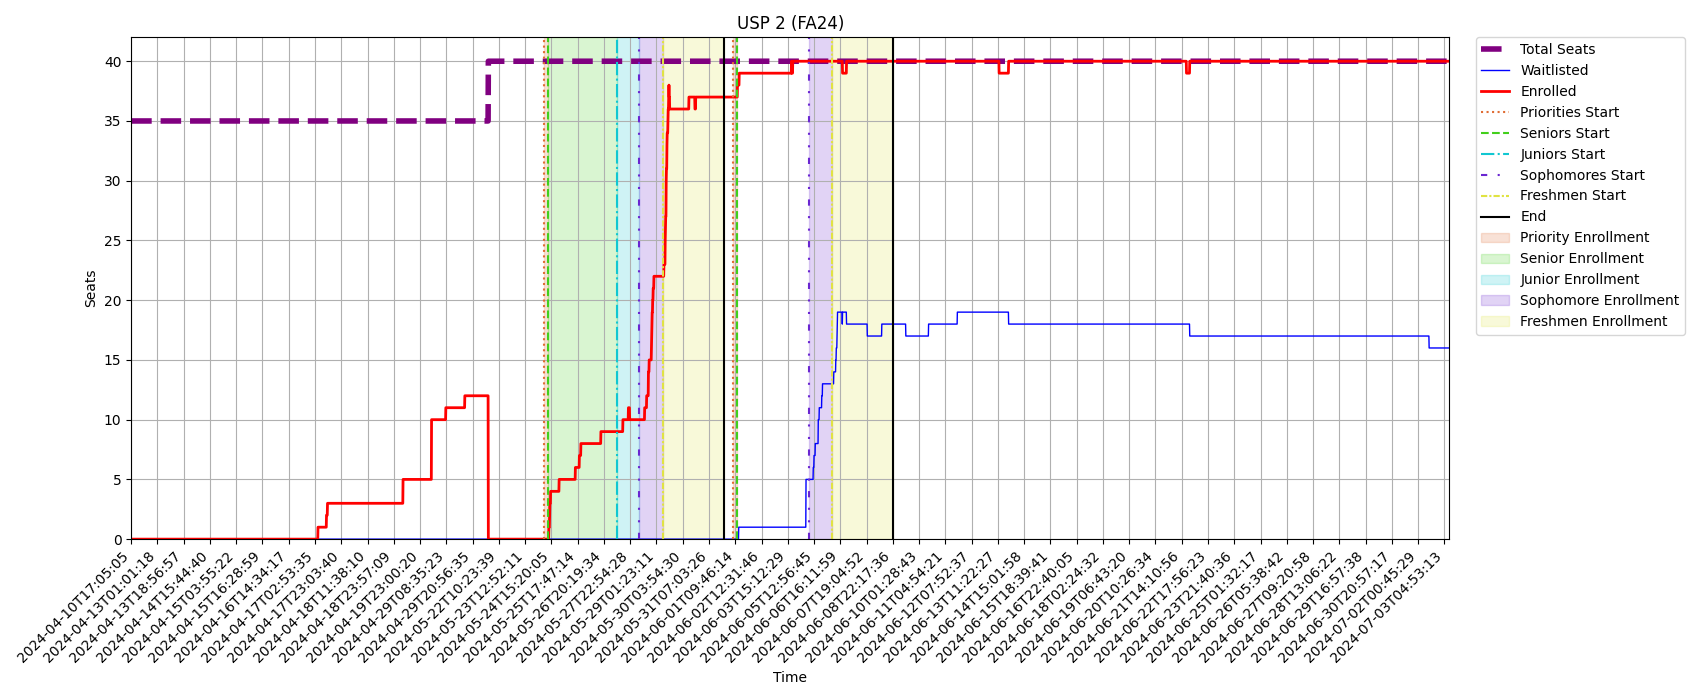 USP 2 (FA24)
Seats
40
35
30
25
20
15
10
5
0
Total Seats
Waitlisted
Enrolled
Priorities Start
Seniors Start
Juniors Start
Sophomores Start
Freshmen Start
End
Priority Enrollment
Senior Enrollment
Junior Enrollment
Sophomore Enrollment
Freshmen Enrollment
2024-04-10T17:05:05
2024-04-13T01:01:18
2024-04-13T18:56:57
2024-04-14T15:44:40
2024-04-15T03:55:22
2024-04-15T16:28:59
2024-04-16T14:34:17
2024-04-17T02:53:35
2024-04-17T23:03:40
2024-04-18T11:38:10
2024-04-18T23:57:09
2024-04-19T23:00:20
2024-04-29T08:35:23
2024-04-29T20:56:35
2024-05-22T10:23:39
2024-05-23T12:52:11
2024-05-24T15:20:05
2024-05-25T17:47:14
2024-05-26T20:19:34
2024-05-27T22:54:28
2024-05-29T01:23:11
2024-05-30T03:54:30
2024-05-31T07:03:26
2024-06-01T09:46:14
2024-06-02T12:31:46
2024-06-03T15:12:29
2024-06-05T12:56:45
2024-06-06T16:11:59
2024-06-07T19:04:52
2024-06-08T22:17:36
2024-06-10T01:28:43
2024-06-11T04:54:21
2024-06-12T07:52:37
2024-06-13T11:22:27
2024-06-14T15:01:58
2024-06-15T18:39:41
2024-06-16T22:40:05
2024-06-18T02:24:32
2024-06-19T06:43:20
2024-06-20T10:26:34
2024-06-21T14:10:56
2024-06-22T17:56:23
2024-06-23T21:40:36
2024-06-25T01:32:17
2024-06-26T05:38:42
2024-06-27T09:20:58
2024-06-28T13:06:22
2024-06-29T16:57:38
2024-06-30T20:57:17
2024-07-02T00:45:29
2024-07-03T04:53:13
Time